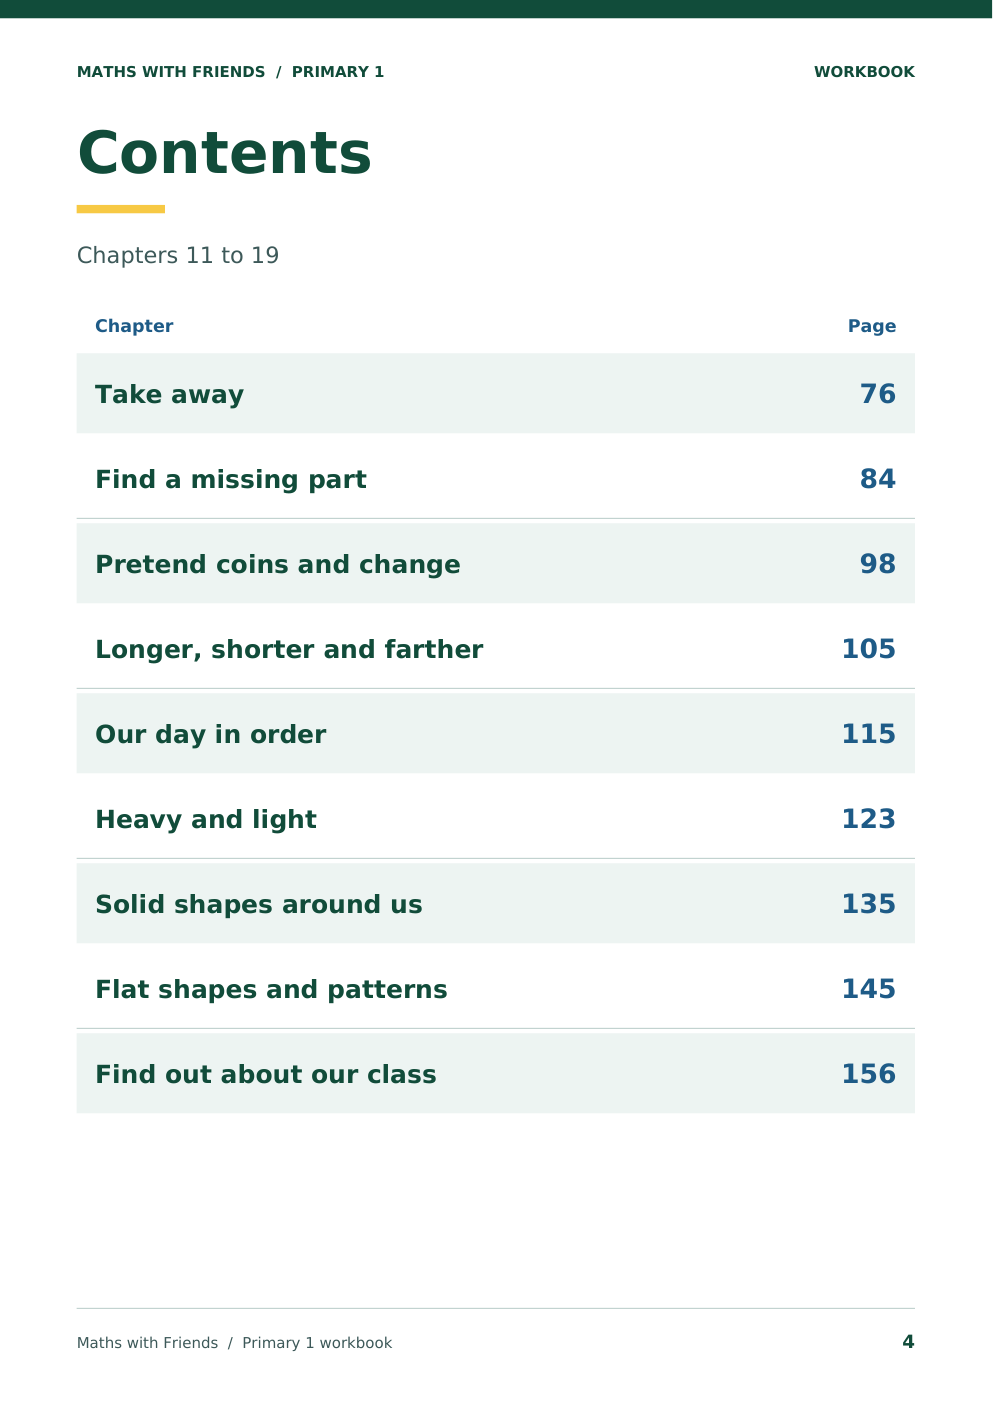 MATHS WITH FRIENDS / PRIMARY 1 WORKBOOK
Contents
Chapters 11 to 19
Chapter Page
Take away 76
Find a missing part 84
Pretend coins and change 98
Longer, shorter and farther 105
Our day in order 115
Heavy and light 123
Solid shapes around us 135
Flat shapes and patterns 145
Find out about our class 156
Maths with Friends / Primary 1 workbook 4